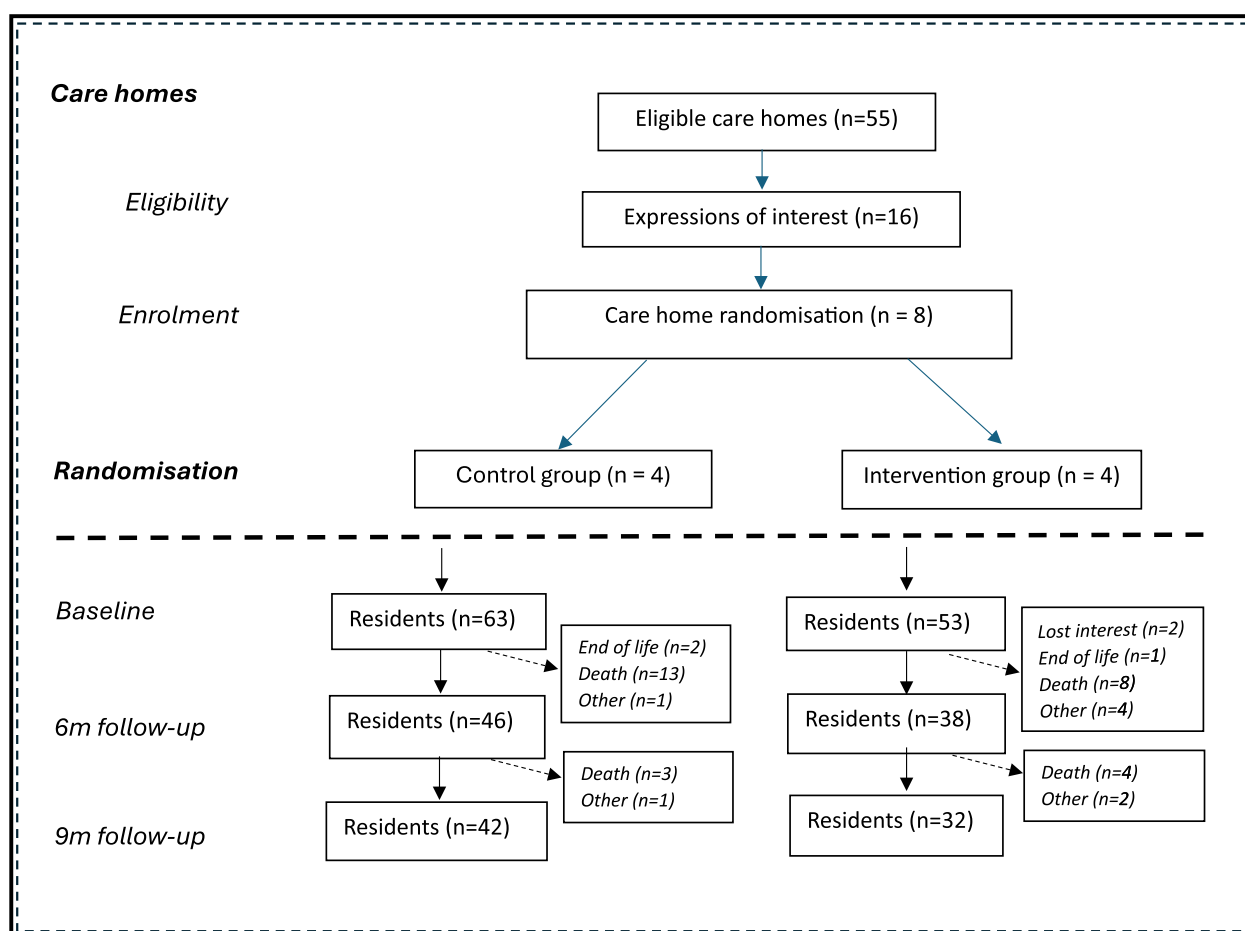 Care homes
Eligible care homes (n=55)
Eligibility
Expressions of interest (n=16)
Enrolment
Care home randomisation (n = 8)
Randomisation
Control group (n = 4)
Intervention group (n = 4)
Baseline
Residents (n=63)
End of life (n=2)
Death (n=13)
Other (n=1)
Residents (n=53)
Lost interest (n=2)
End of life (n=1)
Death (n=8)
Other (n=4)
6m follow-up
Residents (n=46)
Death (n=3)
Other (n=1)
Residents (n=38)
Death (n=4)
Other (n=2)
9m follow-up
Residents (n=42)
Residents (n=32)